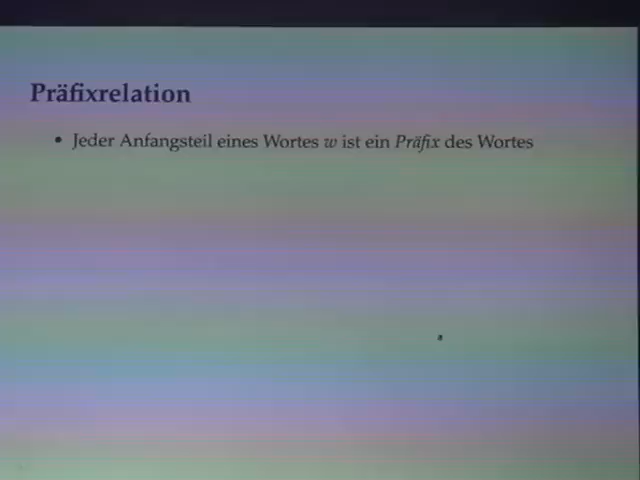 Präfixrelation
• Jeder Anfangsteil eines Wortes w ist ein Präfix des Wortes